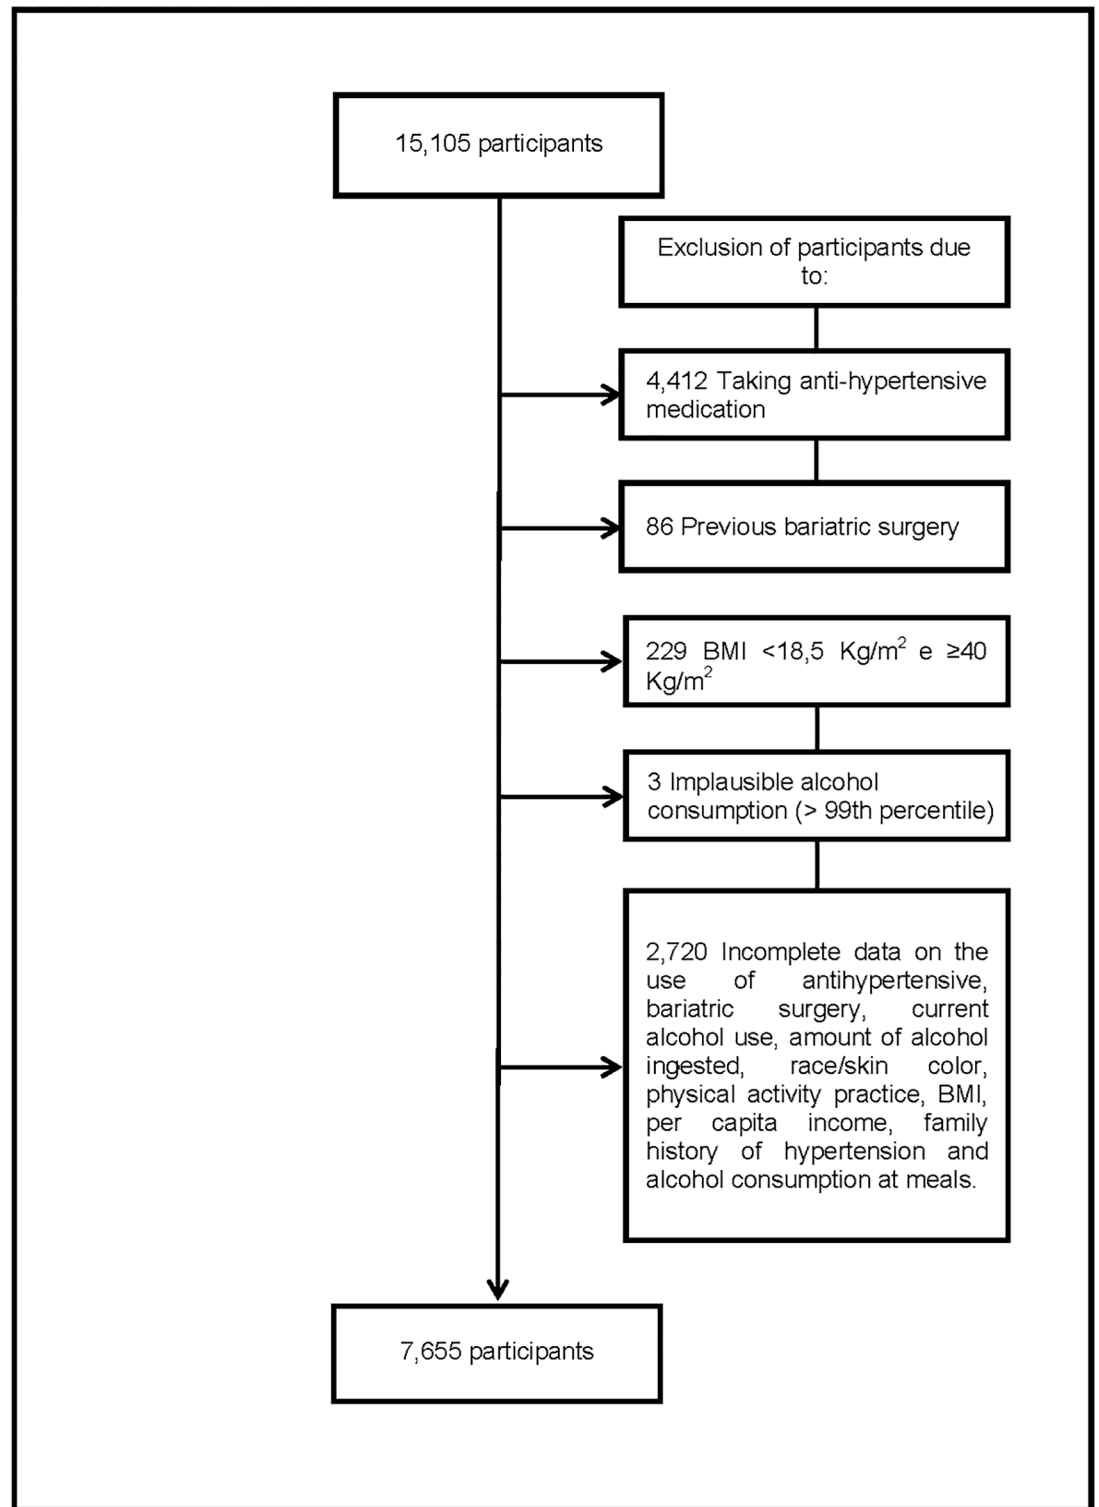 15,105 participants
Exclusion of participants due
to:
4,412 Taking anti-hypertensive
medication
86 Previous bariatric surgery
229 BMI <18,5 Kg/m² e ≥40
Kg/m²
3 Implausible alcohol
consumption (> 99th percentile)
2,720 Incomplete data on the
use of antihypertensive,
bariatric surgery, current
alcohol use, amount of alcohol
ingested, race/skin color,
physical activity practice, BMI,
per capita income, family
history of hypertension and
alcohol consumption at meals.
7,655 participants